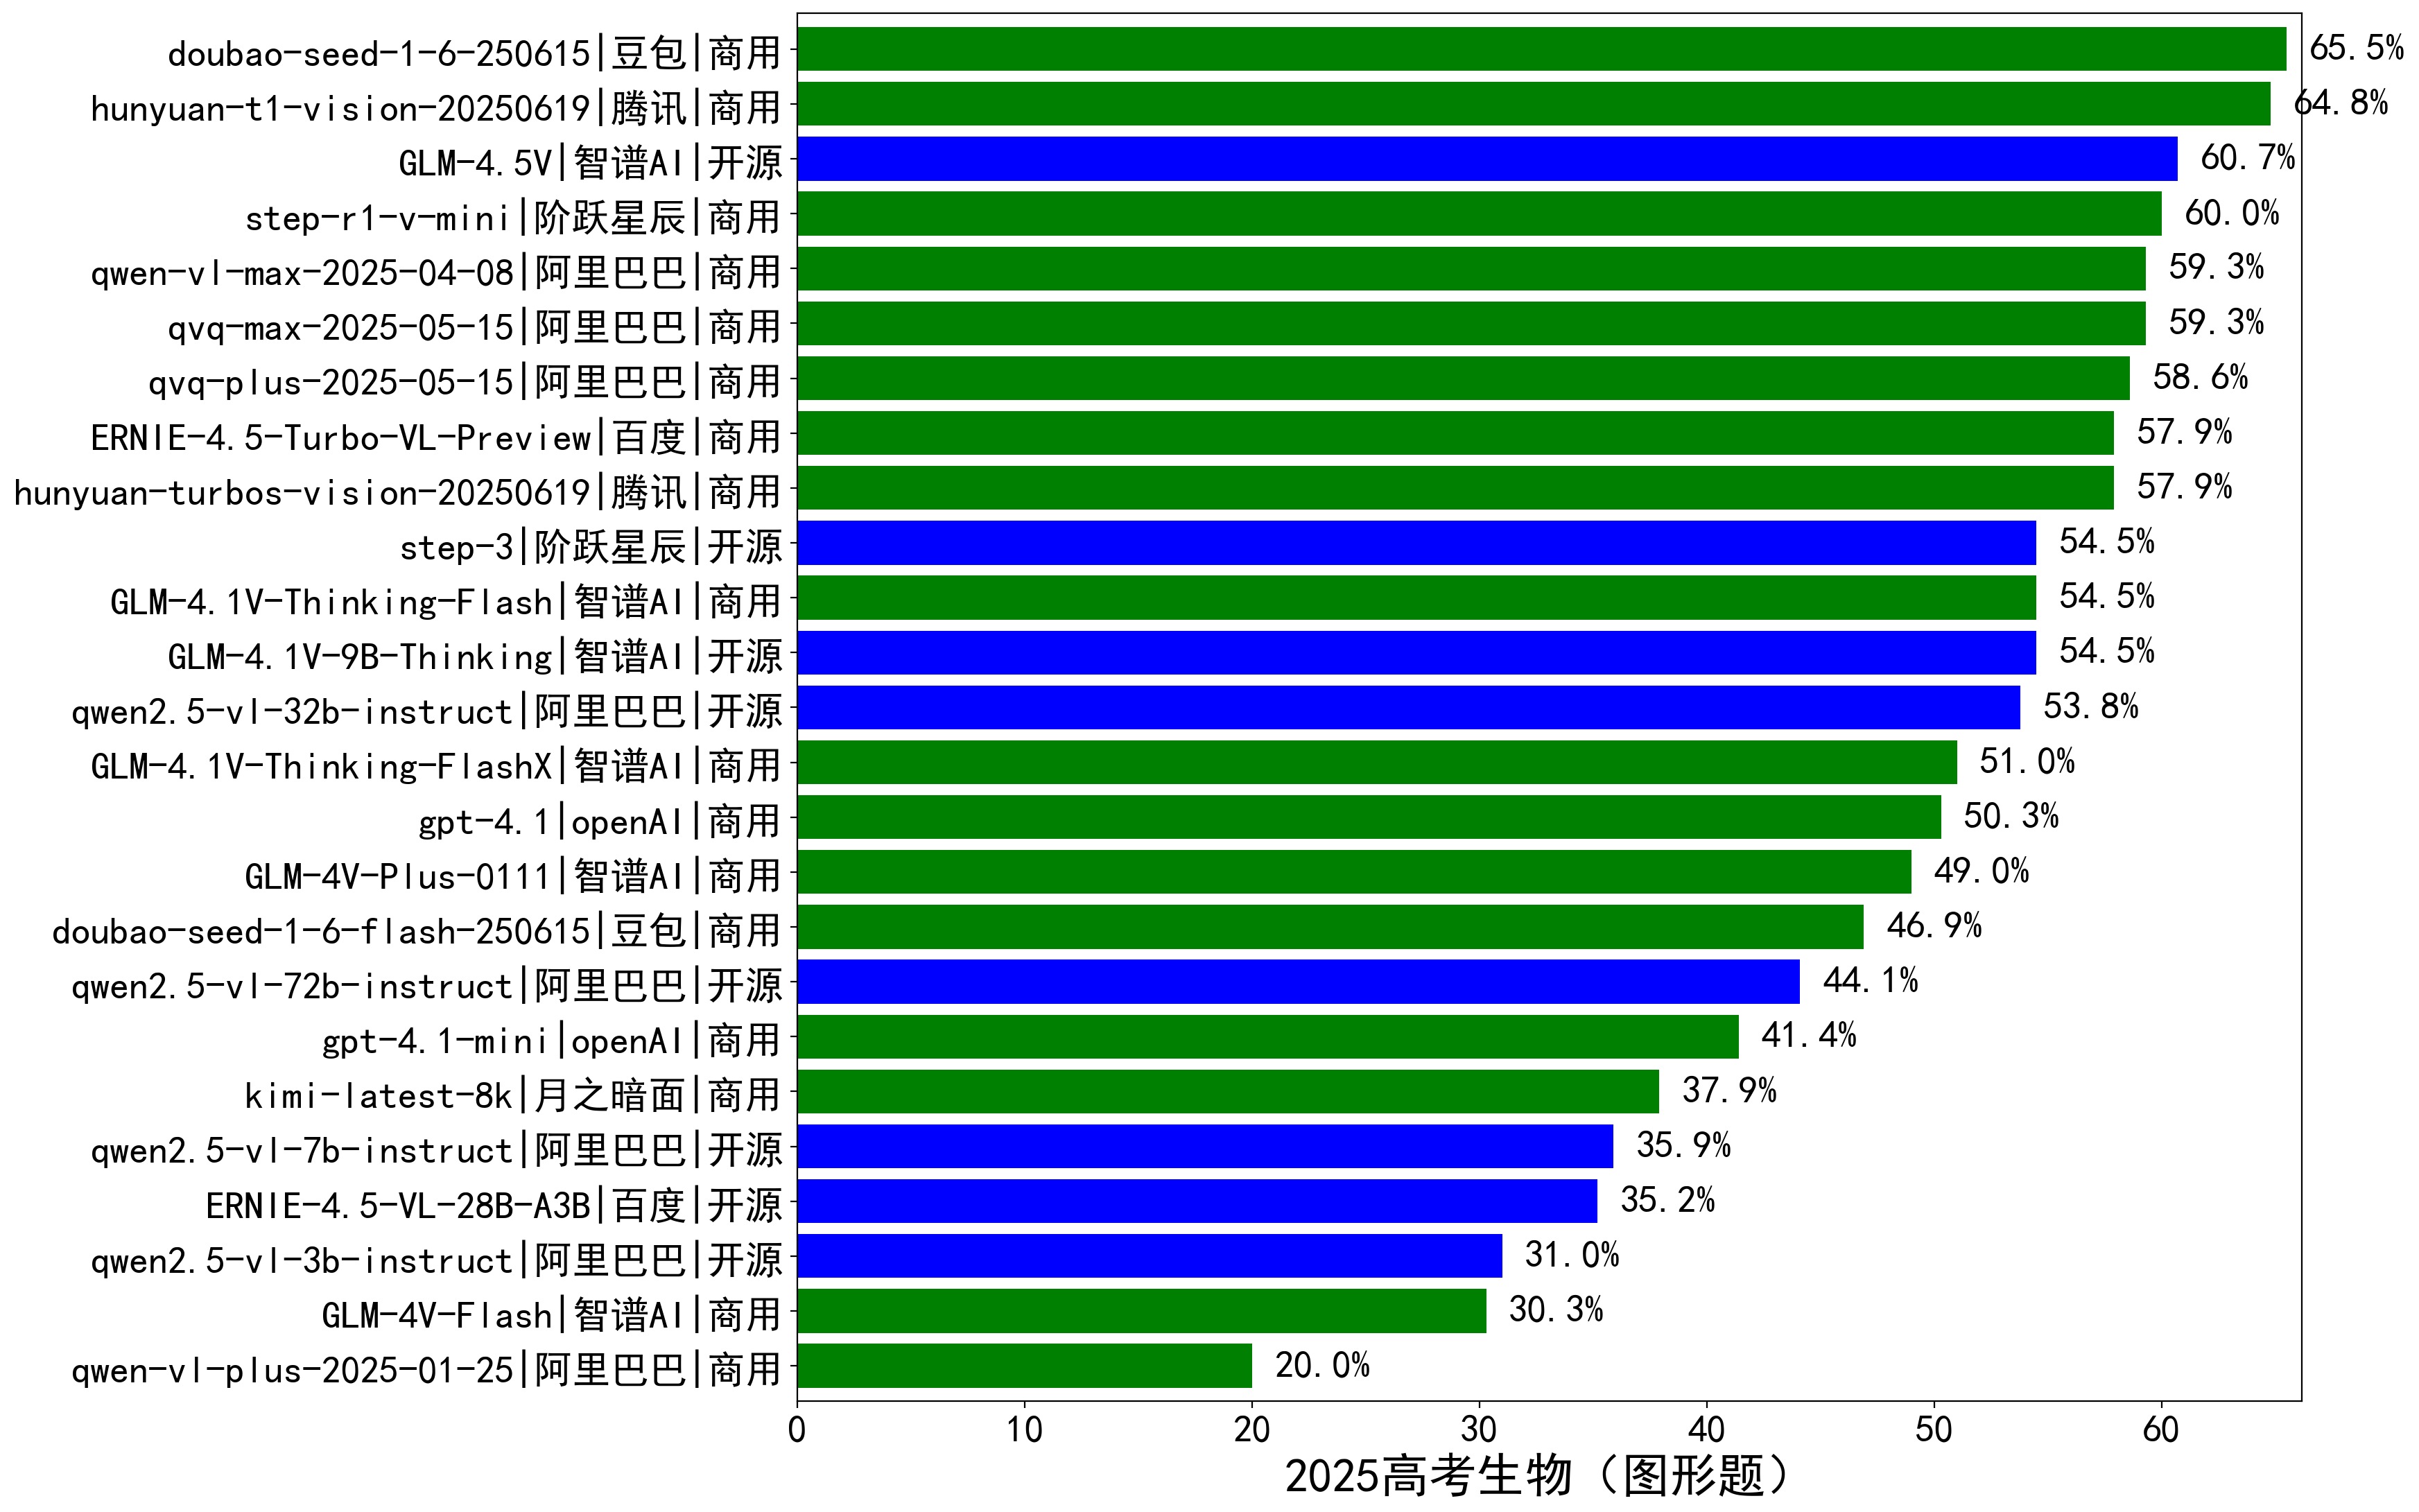 doubao-seed-1-6-250615|豆包|商用 65.5%
hunyuan-t1-vision-20250619|腾讯|商用 64.8%
GLM-4.5V|智谱AI|开源 60.7%
step-r1-v-mini|阶跃星辰|商用 60.0%
qwen-vl-max-2025-04-08|阿里巴巴|商用 59.3%
qvq-max-2025-05-15|阿里巴巴|商用 59.3%
qvq-plus-2025-05-15|阿里巴巴|商用 58.6%
ERNIE-4.5-Turbo-VL-Preview|百度|商用 57.9%
hunyuan-turbos-vision-20250619|腾讯|商用 57.9%
step-3|阶跃星辰|开源 54.5%
GLM-4.1V-Thinking-Flash|智谱AI|商用 54.5%
GLM-4.1V-9B-Thinking|智谱AI|开源 54.5%
qwen2.5-vl-32b-instruct|阿里巴巴|开源 53.8%
GLM-4.1V-Thinking-FlashX|智谱AI|商用 51.0%
gpt-4.1|openAI|商用 50.3%
GLM-4V-Plus-0111|智谱AI|商用 49.0%
doubao-seed-1-6-flash-250615|豆包|商用 46.9%
qwen2.5-vl-72b-instruct|阿里巴巴|开源 44.1%
gpt-4.1-mini|openAI|商用 41.4%
kimi-latest-8k|月之暗面|商用 37.9%
qwen2.5-vl-7b-instruct|阿里巴巴|开源 35.9%
ERNIE-4.5-VL-28B-A3B|百度|开源 35.2%
qwen2.5-vl-3b-instruct|阿里巴巴|开源 31.0%
GLM-4V-Flash|智谱AI|商用 30.3%
qwen-vl-plus-2025-01-25|阿里巴巴|商用 20.0%
0 10 20 30 40 50 60
2025高考生物（图形题）